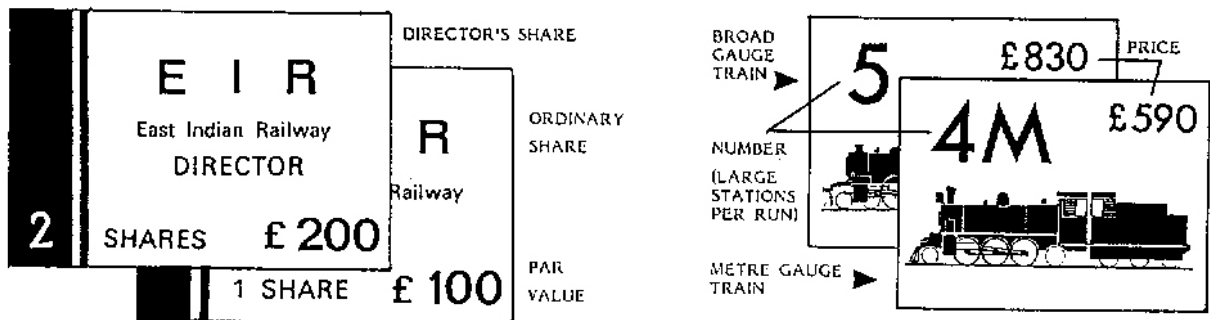 DIRECTOR'S SHARE
E I R
East Indian Railway
DIRECTOR
2 SHARES £ 200
R
Railway
1 SHARE £ 100
ORDINARY
SHARE
PAR
VALUE
BROAD
GAUGE
TRAIN
5 £830
PRICE
4M £590
NUMBER
(LARGE
STATIONS
PER RUN)
METRE GAUGE
TRAIN